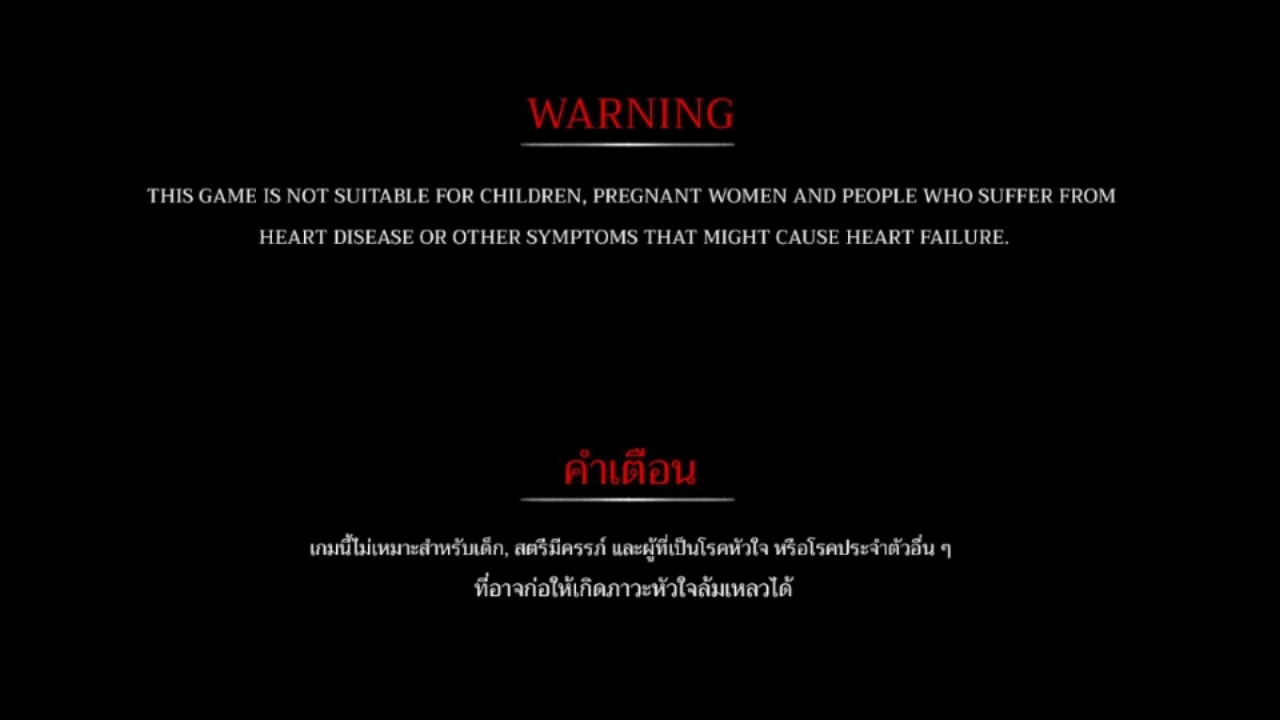 WARNING
THIS GAME IS NOT SUITABLE FOR CHILDREN, PREGNANT WOMEN AND PEOPLE WHO SUFFER FROM
HEART DISEASE OR OTHER SYMPTOMS THAT MIGHT CAUSE HEART FAILURE.
คำเตือน
เกมนี้ไม่เหมาะสำหรับเด็ก, สตรีมีครรภ์ และผู้ที่เป็นโรคหัวใจ หรือโรคประจำตัวอื่น ๆ
ที่อาจก่อให้เกิดภาวะหัวใจล้มเหลวได้